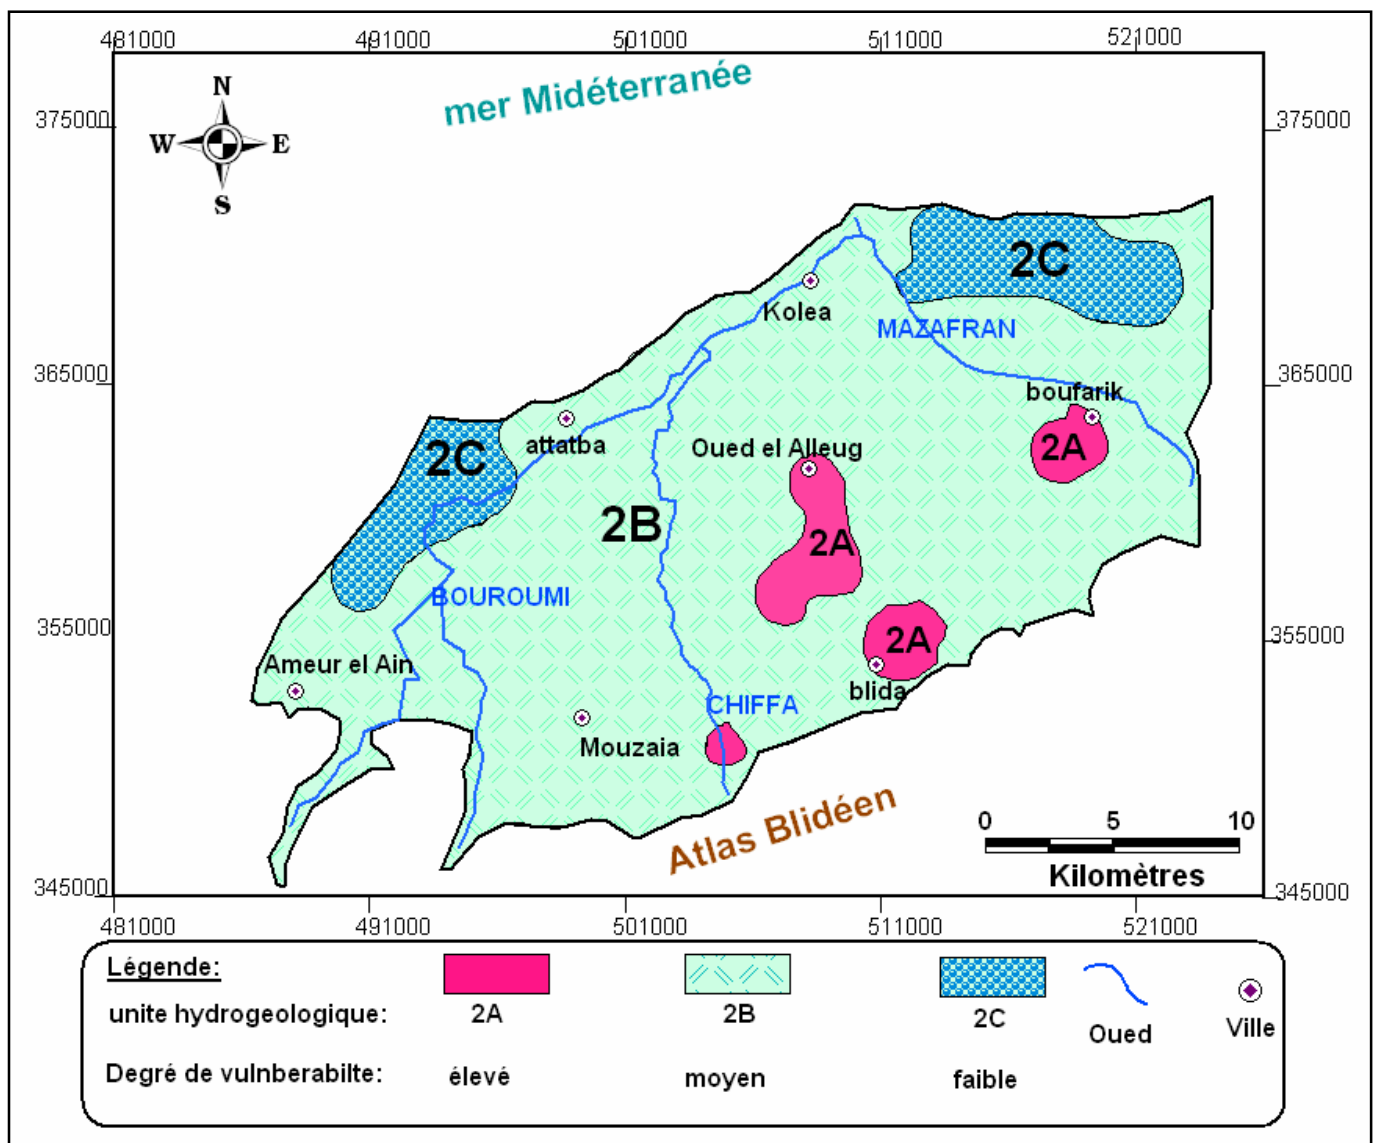 481000 491000 501000 511000 521000
mer Midéterranée
N
W E
S
375000 375000
2C
Kolea
MAZAFRAN
365000 365000
boufarik
attatba
2C
Oued el Alleug
2A
2B
2A
BOUROUMI
355000 355000
2A
Ameur el Ain
blida
CHIFFA
Mouzaia
Atlas Blidéen
0 5 10
Kilomètres
345000 345000
481000 491000 501000 511000 521000
Légende:
unite hydrogeologique: 2A 2B 2C Oued Ville
Degré de vulnberabilte: élevé moyen faible